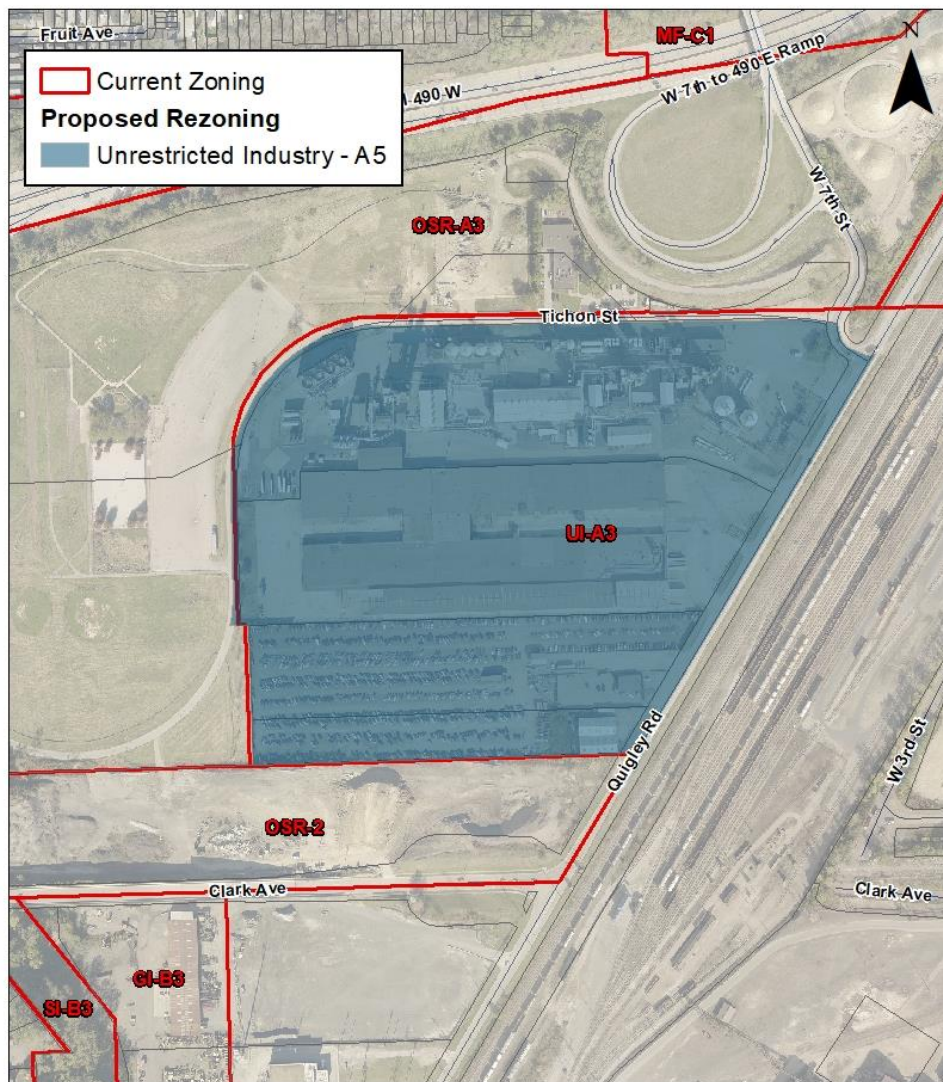 Fruit Ave
MF-C1
N
Current Zoning
Proposed Rezoning
Unrestricted Industry - A5
I 490 W
W 7th to 490 E Ramp
W 7th St
OSR-A3
Tichon St
UI-A3
Quigley Rd
W 3rd St
OSR-2
Clark Ave
Clark Ave
GI-B3
SI-B3